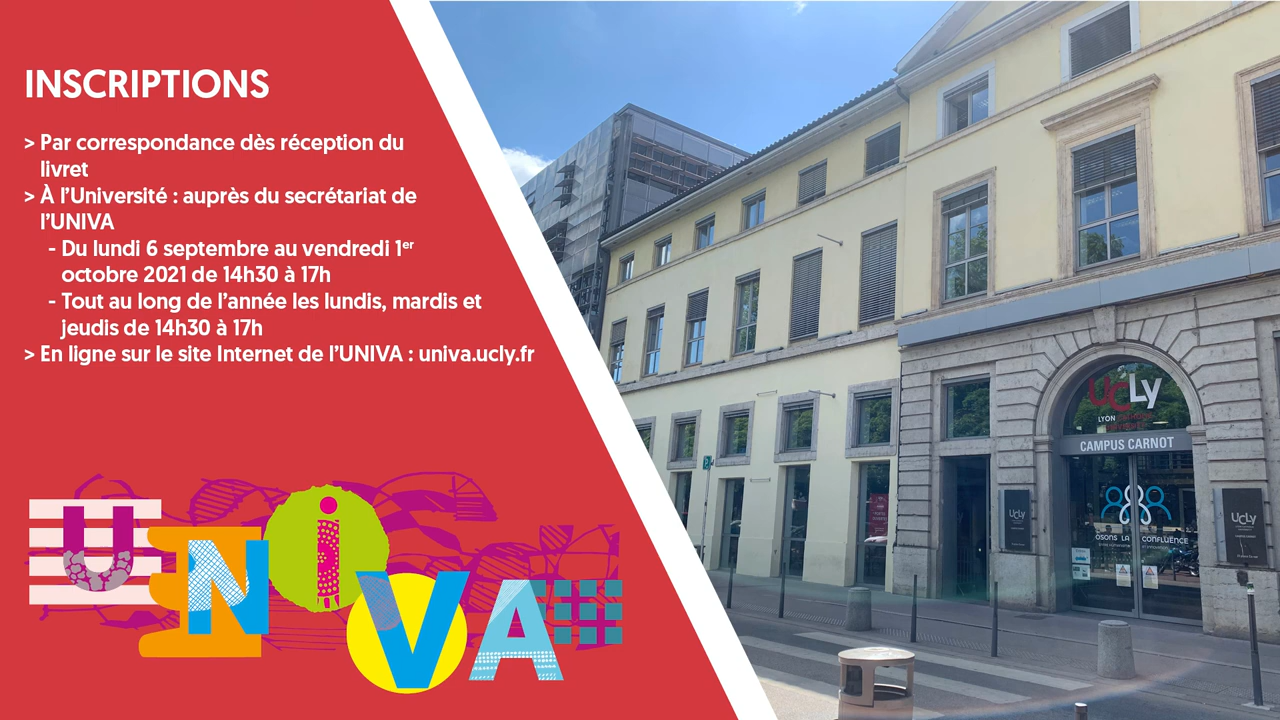 INSCRIPTIONS
> Par correspondance dès réception du
livret
> À l'Université : auprès du secrétariat de
l'UNIVA
- Du lundi 6 septembre au vendredi 1er
octobre 2021 de 14h30 à 17h
- Tout au long de l'année les lundis, mardis et
jeudis de 14h30 à 17h
> En ligne sur le site Internet de l'UNIVA : univa.ucly.fr
UNiVA
UCLy
LYON
CAMPUS CARNOT
OSONS LA CONFLUENCE
UCLy
UCLy